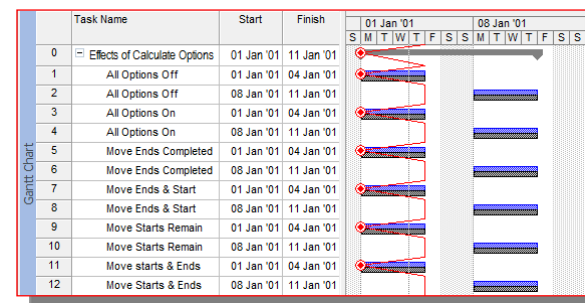 Task Name Start Finish 01 Jan '01 08 Jan '01
S M T W T F S S M T W T F S S
0 Effects of Calculate Options 01 Jan '01 11 Jan '01
1 All Options Off 01 Jan '01 04 Jan '01
2 All Options Off 08 Jan '01 11 Jan '01
3 All Options On 01 Jan '01 04 Jan '01
4 All Options On 08 Jan '01 11 Jan '01
5 Move Ends Completed 01 Jan '01 04 Jan '01
6 Move Ends Completed 08 Jan '01 11 Jan '01
7 Move Ends & Start 01 Jan '01 04 Jan '01
8 Move Ends & Start 08 Jan '01 11 Jan '01
9 Move Starts Remain 01 Jan '01 04 Jan '01
10 Move Starts Remain 08 Jan '01 11 Jan '01
11 Move starts & Ends 01 Jan '01 04 Jan '01
12 Move Starts & Ends 08 Jan '01 11 Jan '01
Gantt Chart